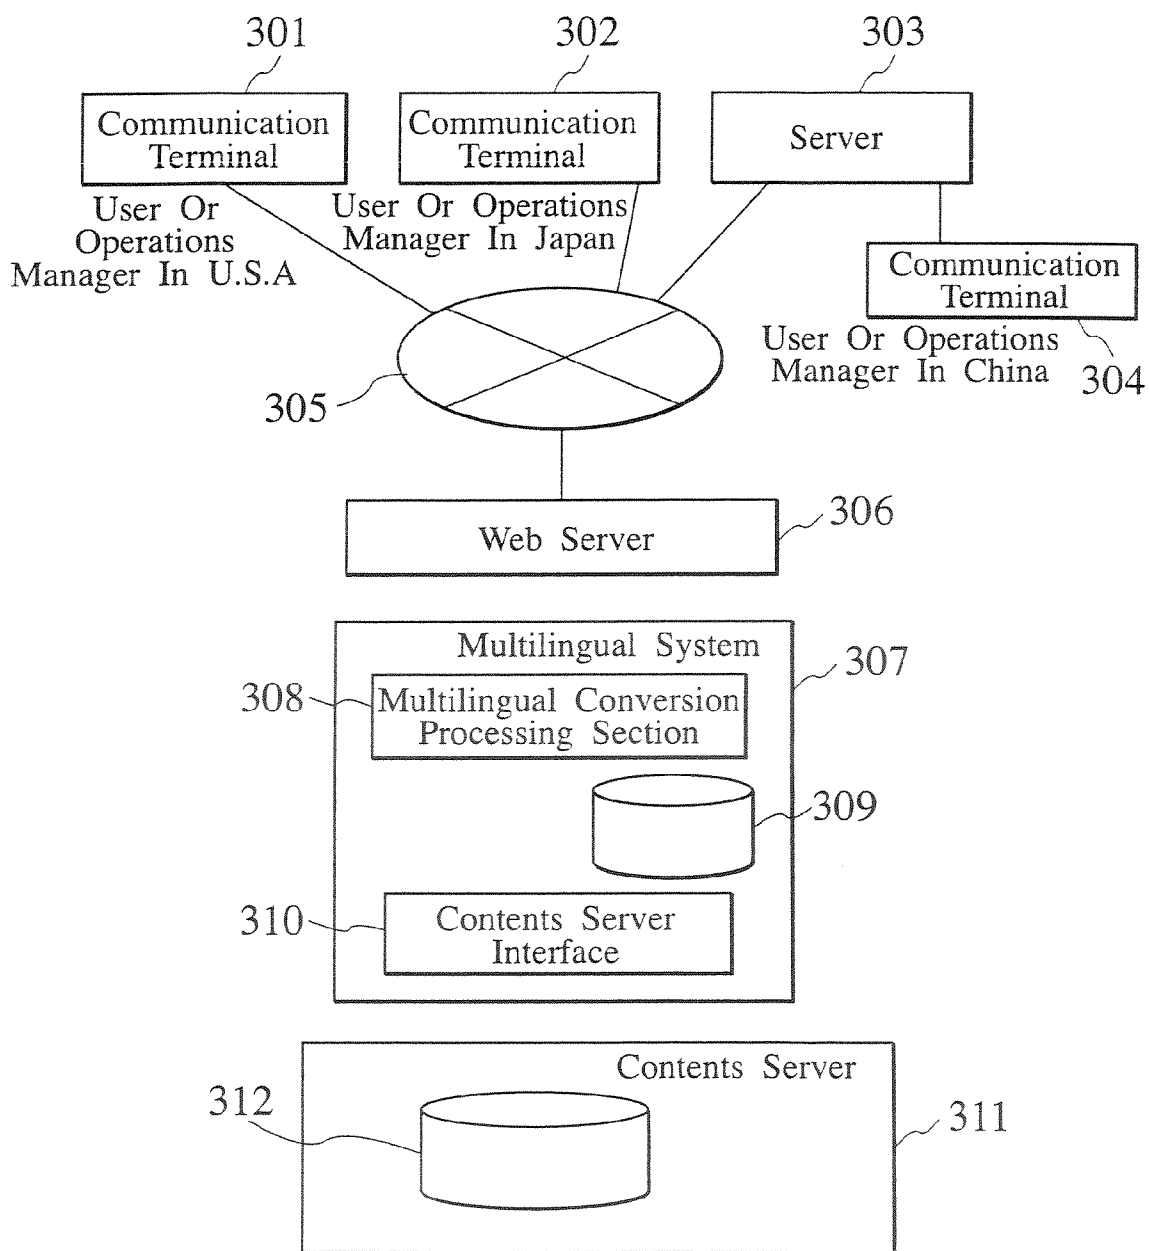 301
302
303
Communication
Terminal
Communication
Terminal
Server
User Or
Operations
Manager In U.S.A
User Or Operations
Manager In Japan
Communication
Terminal
User Or Operations
Manager In China
304
305
306
Web Server
Multilingual System
307
308
Multilingual Conversion
Processing Section
309
310
Contents Server
Interface
Contents Server
312
311